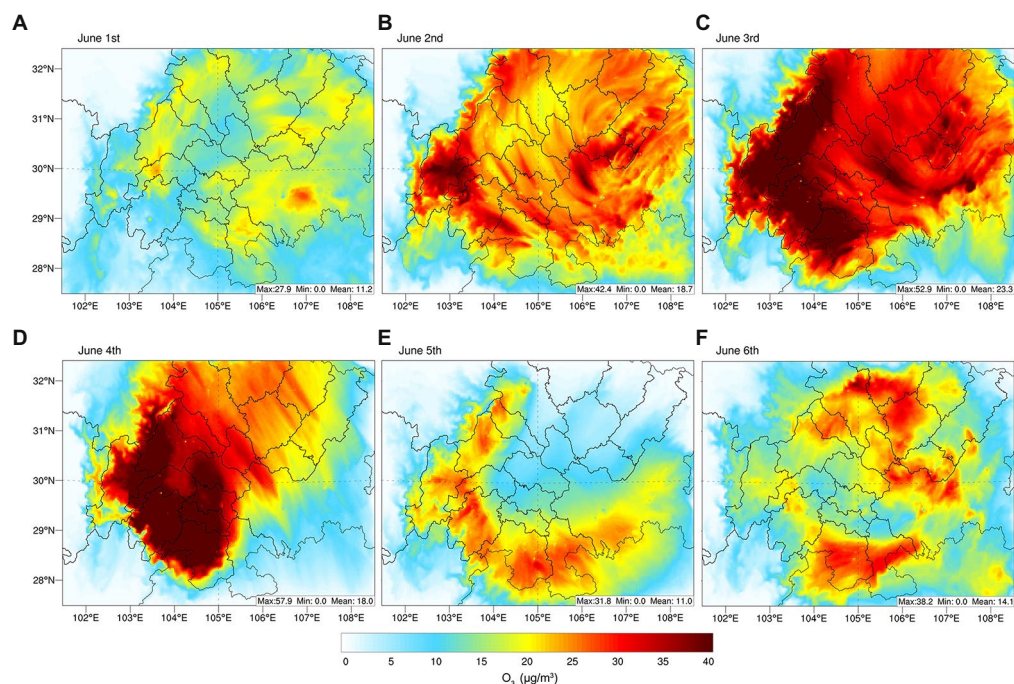 A
June 1st
B
June 2nd
C
June 3rd
32°N
31°N
30°N
29°N
28°N
Max:27.9 Min: 0.0 Mean: 11.2
Max:42.4 Min: 0.0 Mean: 18.7
Max:52.9 Min: 0.0 Mean: 23.3
102°E 103°E 104°E 105°E 106°E 107°E 108°E
102°E 103°E 104°E 105°E 106°E 107°E 108°E
102°E 103°E 104°E 105°E 106°E 107°E 108°E
D
June 4th
E
June 5th
F
June 6th
32°N
31°N
30°N
29°N
28°N
Max:57.9 Min: 0.0 Mean: 18.0
Max:31.8 Min: 0.0 Mean: 11.0
Max:38.2 Min: 0.0 Mean: 14.1
102°E 103°E 104°E 105°E 106°E 107°E 108°E
102°E 103°E 104°E 105°E 106°E 107°E 108°E
102°E 103°E 104°E 105°E 106°E 107°E 108°E
0 5 10 15 20 25 30 35 40
O₃ (μg/m³)